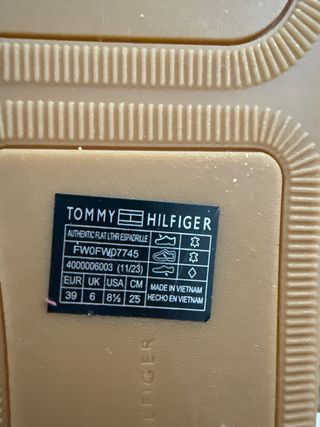 TOMMY HILFIGER
AUTHENTIC FLAT LTHR ESPADRILLE
FW0FW07745
4000006003 (11/23)
EUR UK USA CM
39 6 8½ 25
MADE IN VIETNAM
HECHO EN VIETNAM
LFIGER